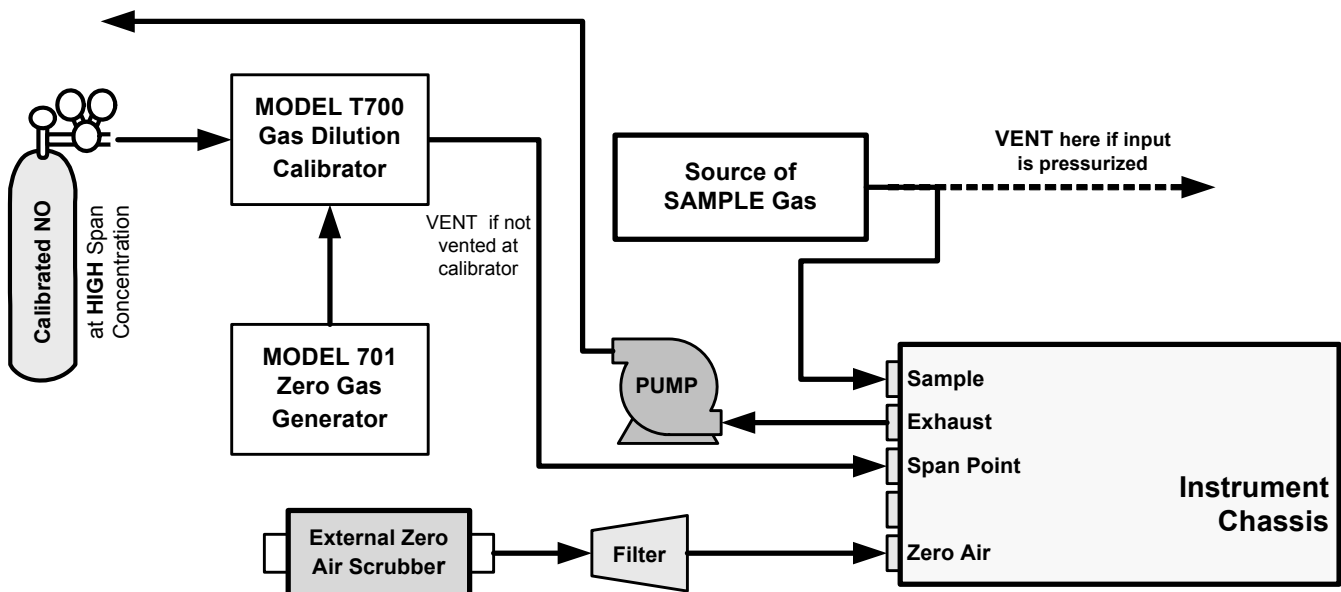 MODEL T700
Gas Dilution
Calibrator
Calibrated NO
at HIGH Span
Concentration
VENT if not
vented at
calibrator
MODEL 701
Zero Gas
Generator
Source of
SAMPLE Gas
VENT here if input
is pressurized
PUMP
Sample
Exhaust
Span Point
Zero Air
Instrument
Chassis
External Zero
Air Scrubber
Filter